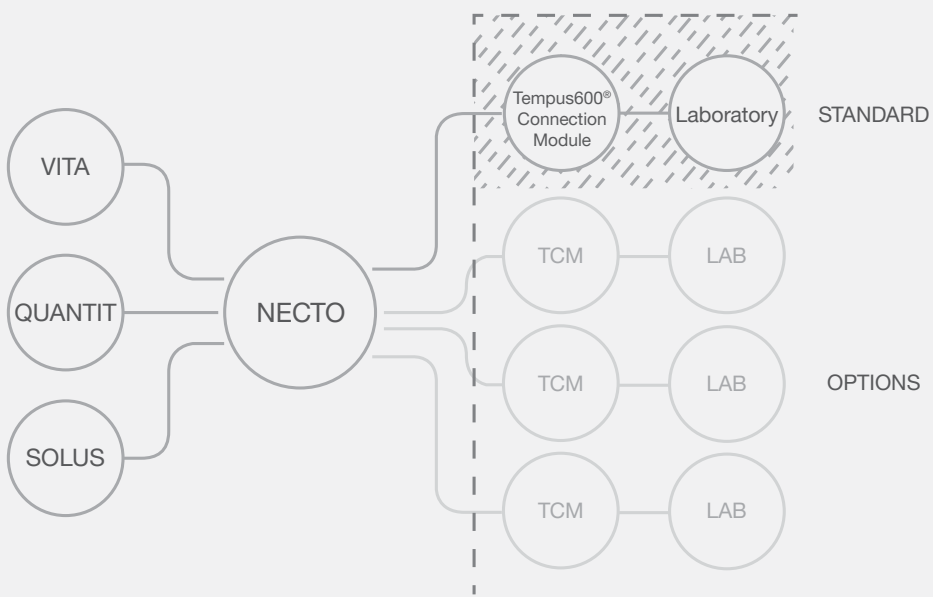 VITA
QUANTIT
SOLUS
NECTO
Tempus600®
Connection
Module
Laboratory
STANDARD
TCM
LAB
TCM
LAB
OPTIONS
TCM
LAB